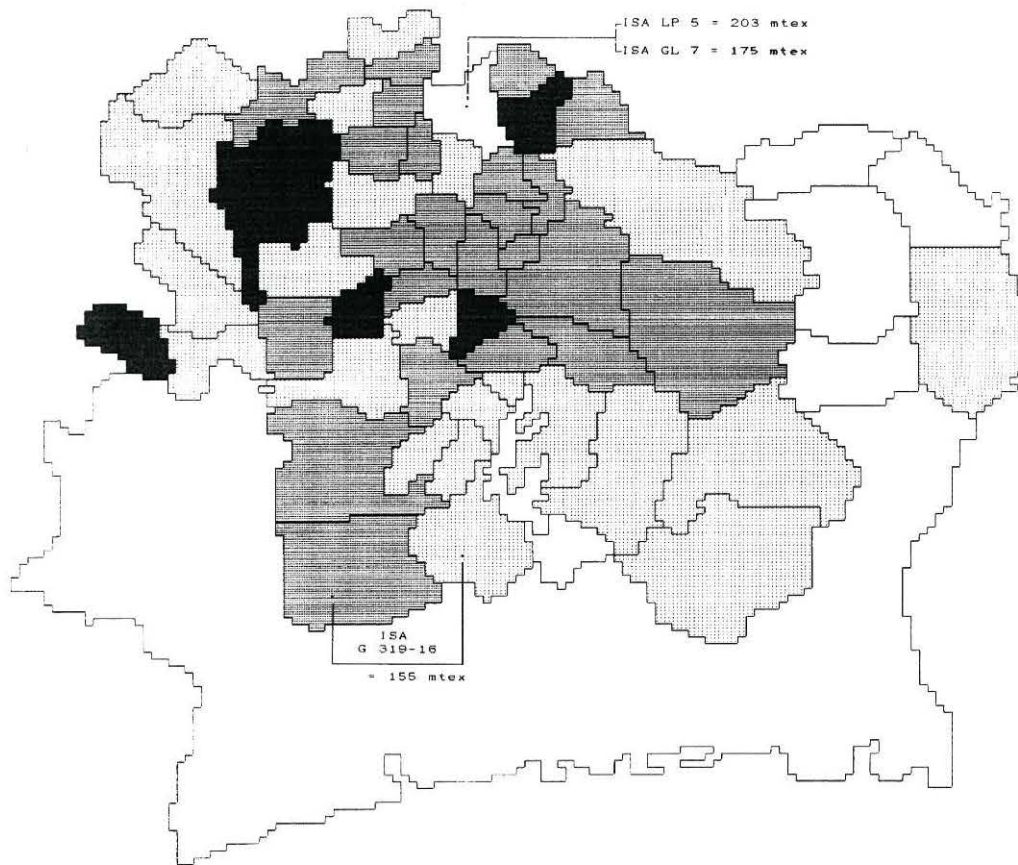 ISA LP 5 = 203 mtex
ISA GL 7 = 175 mtex
ISA
G 319-16
= 155 mtex